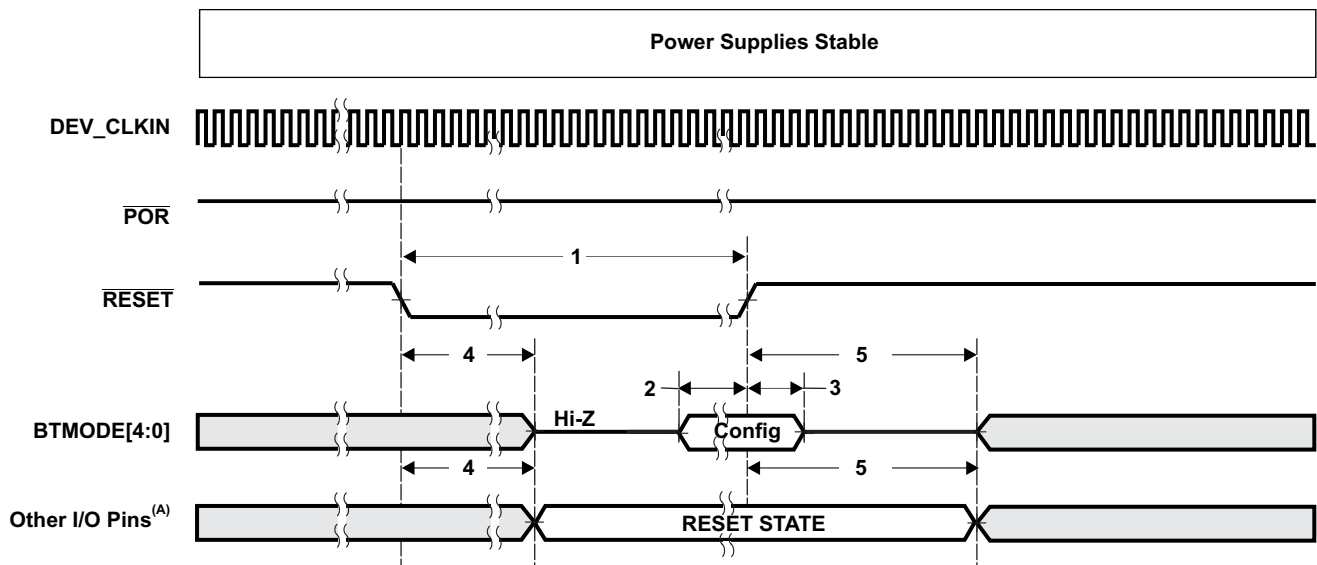 Power Supplies Stable
DEV_CLKIN
POR
1
RESET
4
5
2
3
BTMODE[4:0]
Hi-Z
Config
4
5
Other I/O Pins(A)
RESET STATE